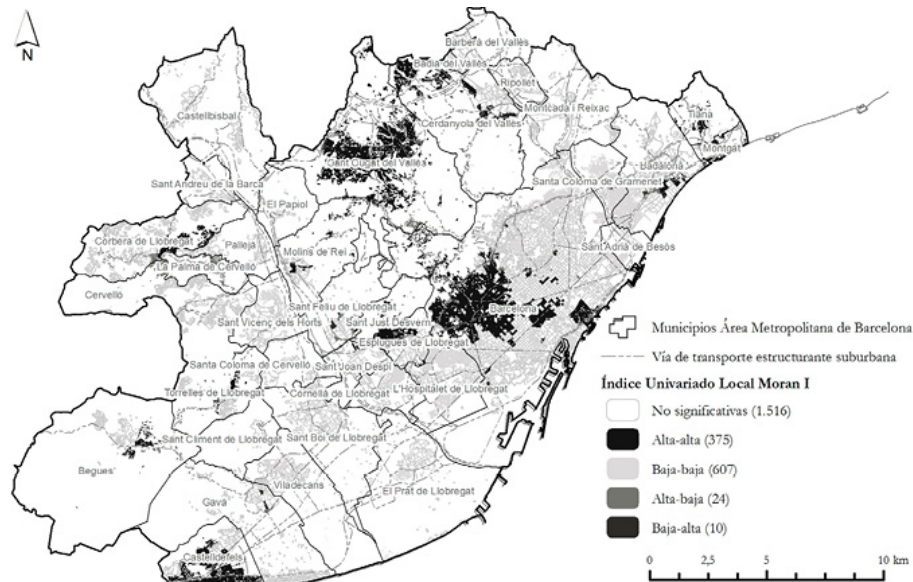 N
Barberà del Vallès
Badia del Vallès
Ripollet
Castellbisbal
Cerdanyola del Vallès
Montcada i Reixac
Tiana
Montgat
Sant Cugat del Vallès
Badalona
Sant Andreu de la Barca
Santa Coloma de Gramenet
El Papiol
Corbera de Llobregat
Pallejà
Molins de Rei
Sant Adrià de Besòs
La Palma de Cervelló
Cervelló
Sant Feliu de Llobregat
Barcelona
Sant Vicenç dels Horts
Sant Just Desvern
Esplugues de Llobregat
Santa Coloma de Cervelló
Sant Joan Despí
L'Hospitalet de Llobregat
Torrelles de Llobregat
Cornellà de Llobregat
Sant Climent de Llobregat
Sant Boi de Llobregat
Begues
Viladecans
El Prat de Llobregat
Gavà
Castelldefels
Municipios Área Metropolitana de Barcelona
Vía de transporte estructurante suburbana
Índice Univariado Local Moran I
No significativas (1.516)
Alta-alta (375)
Baja-baja (607)
Alta-baja (24)
Baja-alta (10)
0 2,5 5 10 km